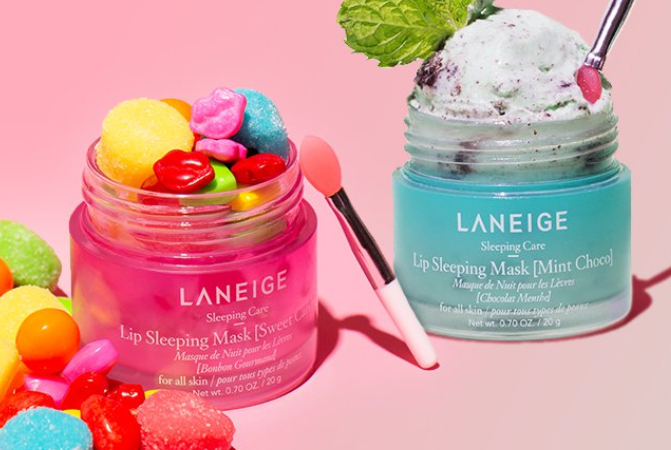 LANEIGE
Sleeping Care
Lip Sleeping Mask [Sweet
Masque de Nuit pour les Lèvres
[Bonbon Gourmand]
for all skin / pour tous types de peaux
Net wt. 0.70 OZ. / 20 g
LANEIGE
Sleeping Care
Lip Sleeping Mask [Mint Choco]
Masque de Nuit pour les Lèvres
[Chocolat Menthe]
for all skin / pour tous types de peaux
Net wt. 0.70 OZ. / 20 g